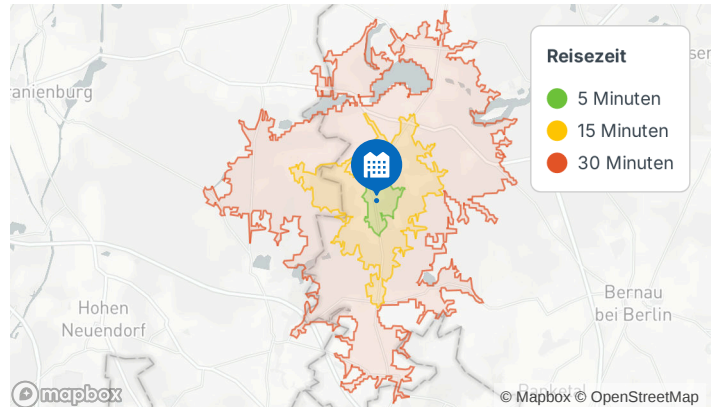 Reisezeit
5 Minuten
15 Minuten
30 Minuten
ranienburg
Hohen
Neuendorf
Bernau
bei Berlin
mapbox
© Mapbox © OpenStreetMap